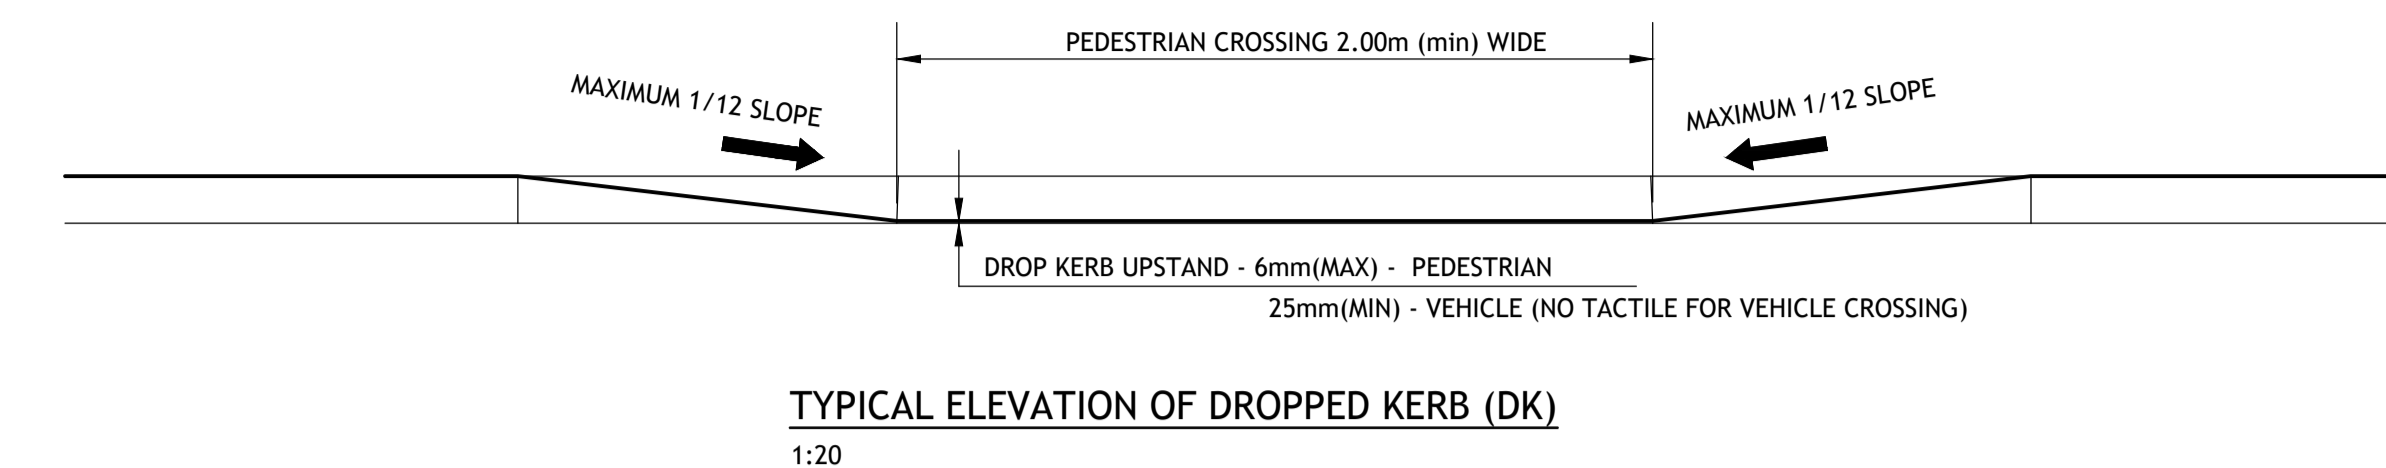 PEDESTRIAN CROSSING 2.00m (min) WIDE
MAXIMUM 1/12 SLOPE
MAXIMUM 1/12 SLOPE
DROP KERB UPSTAND - 6mm(MAX) - PEDESTRIAN
25mm(MIN) - VEHICLE (NO TACTILE FOR VEHICLE CROSSING)
TYPICAL ELEVATION OF DROPPED KERB (DK)
1:20